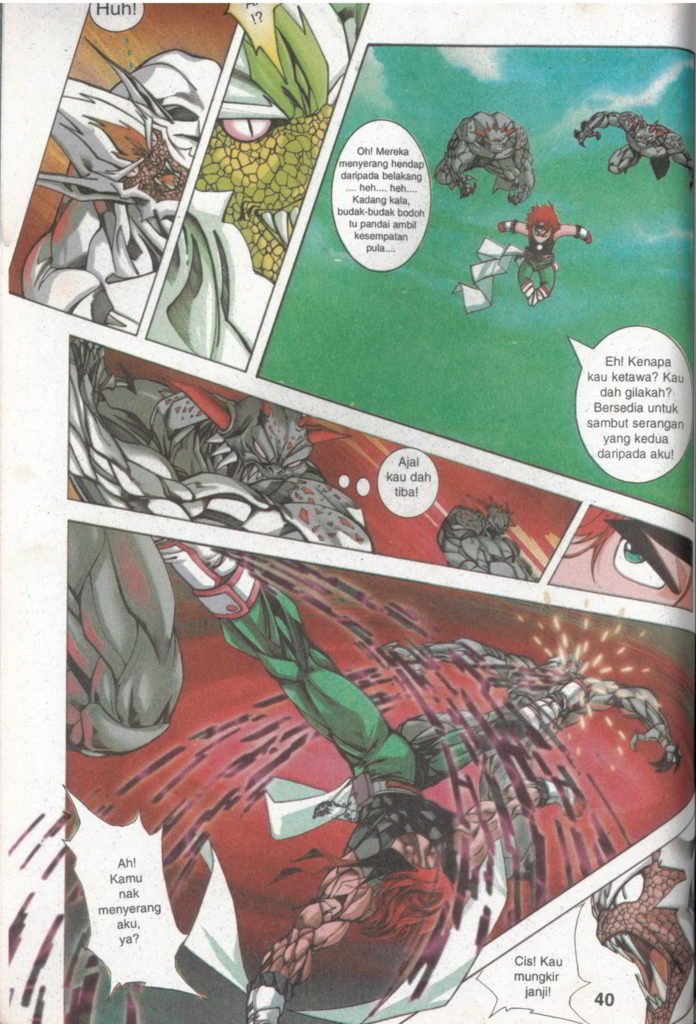 Huh!
!?
Oh! Mereka
menyerang hendap
daripada belakang
.... heh.... heh....
Kadang kala,
budak-budak bodoh
tu pandai ambil
kesempatan
pula....
Eh! Kenapa
kau ketawa? Kau
dah gilakah?
Bersedia untuk
sambut serangan
yang kedua
daripada aku!
Ajal
kau dah
tiba!
Ah!
Kamu
nak
menyerang
aku,
ya?
Cis! Kau
mungkir
janji!
40